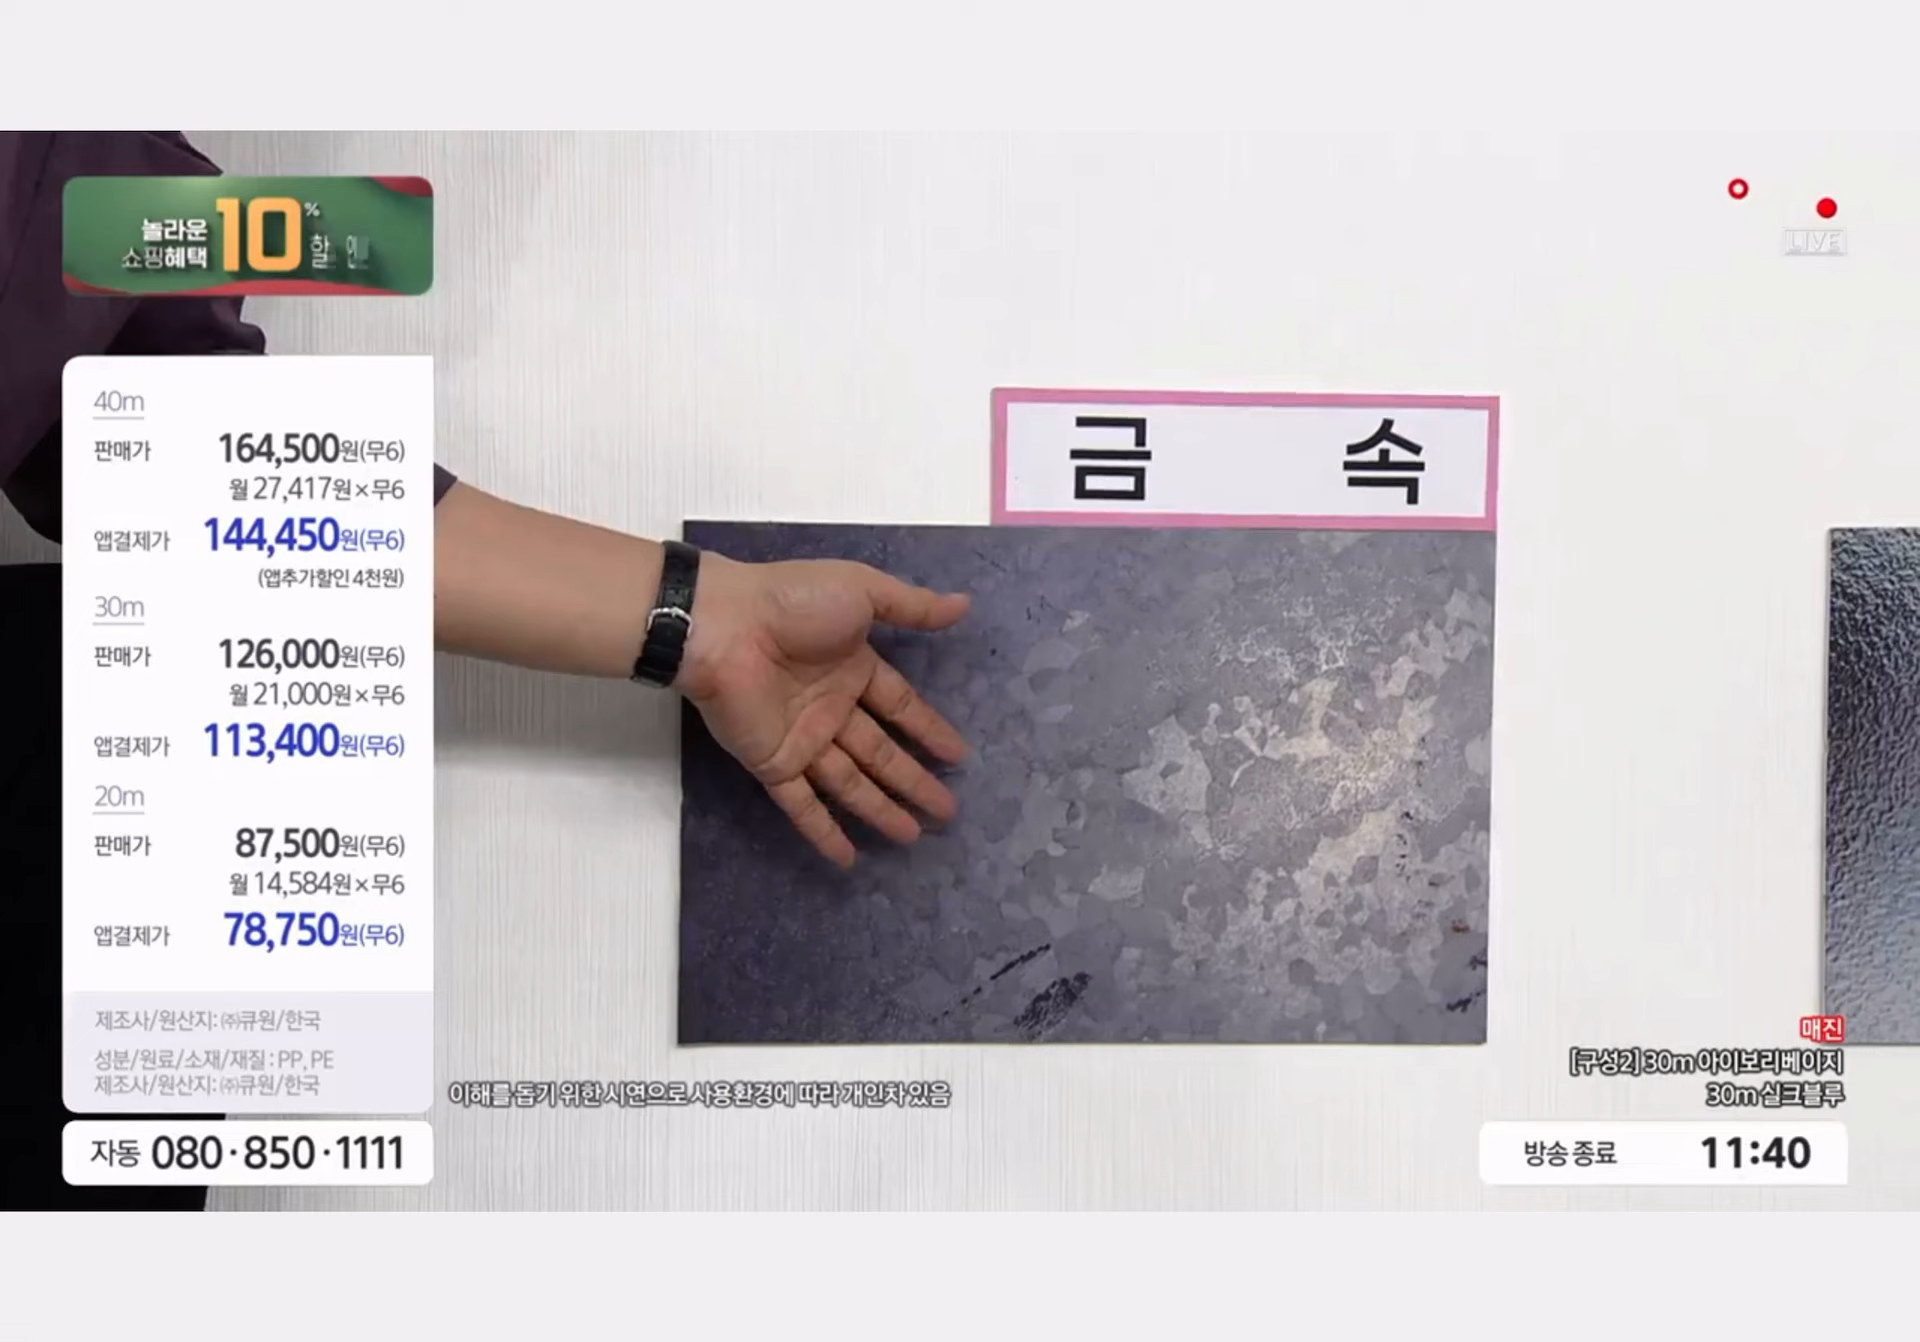 놀라운
쇼핑혜택 10% 할인
40m
판매가 164,500원(무6)
월 27,417원×무6
앱결제가 144,450원(무6)
(앱추가할인 4천원)
30m
판매가 126,000원(무6)
월 21,000원×무6
앱결제가 113,400원(무6)
20m
판매가 87,500원(무6)
월 14,584원×무6
앱결제가 78,750원(무6)
제조사/원산지: ㈜큐원/한국
성분/원료/소재/재질 : PP, PE
제조사/원산지: ㈜큐원/한국
자동 080·850·1111
금 속
이해를 돕기 위한 시연으로 사용환경에 따라 개인차 있음
LIVE
매진
[구성2] 30m 아이보리베이지
30m 실크블루
방송 종료 11:40